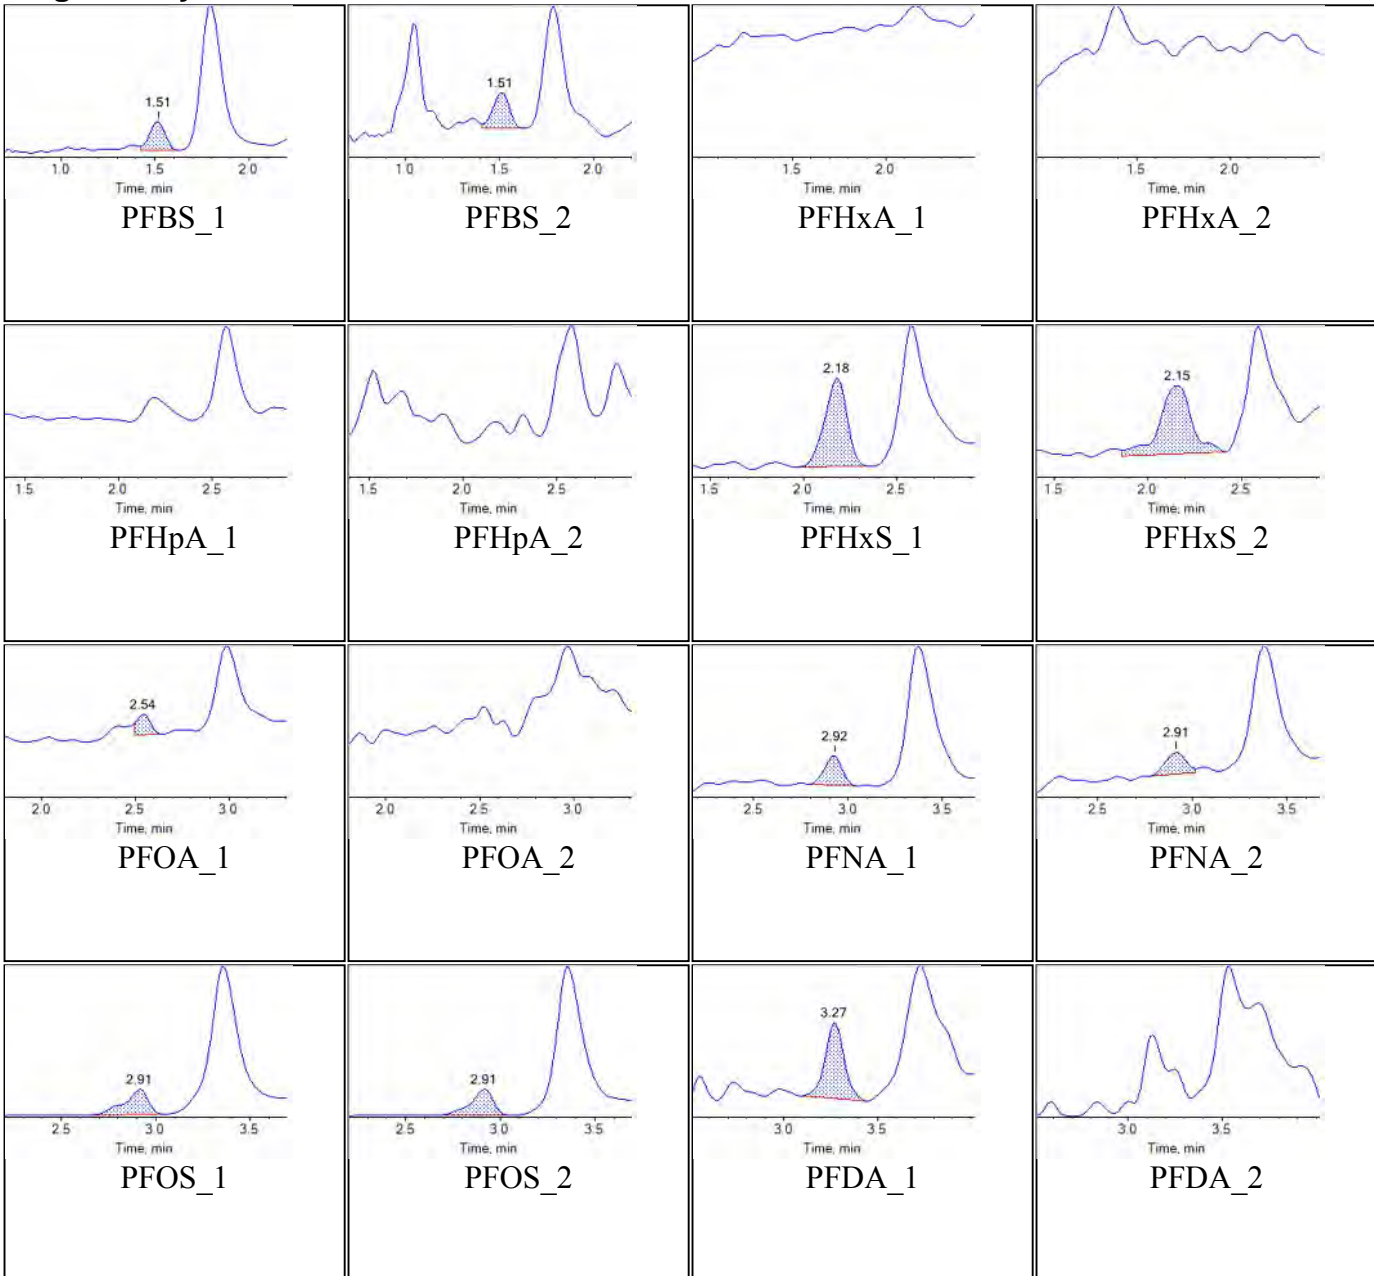 1.51
1.0 1.5 2.0
Time, min
PFBS_1
1.51
1.0 1.5 2.0
Time, min
PFBS_2
1.5 2.0
Time, min
PFHxA_1
1.5 2.0
Time, min
PFHxA_2
1.5 2.0 2.5
Time, min
PFHpA_1
1.5 2.0 2.5
Time, min
PFHpA_2
2.18
1.5 2.0 2.5
Time, min
PFHxS_1
2.15
1.5 2.0 2.5
Time, min
PFHxS_2
2.54
2.0 2.5 3.0
Time, min
PFOA_1
2.0 2.5 3.0
Time, min
PFOA_2
2.92
2.5 3.0 3.5
Time, min
PFNA_1
2.91
2.5 3.0 3.5
Time, min
PFNA_2
2.91
2.5 3.0 3.5
Time, min
PFOS_1
2.91
2.5 3.0 3.5
Time, min
PFOS_2
3.27
3.0 3.5
Time, min
PFDA_1
3.0 3.5
Time, min
PFDA_2